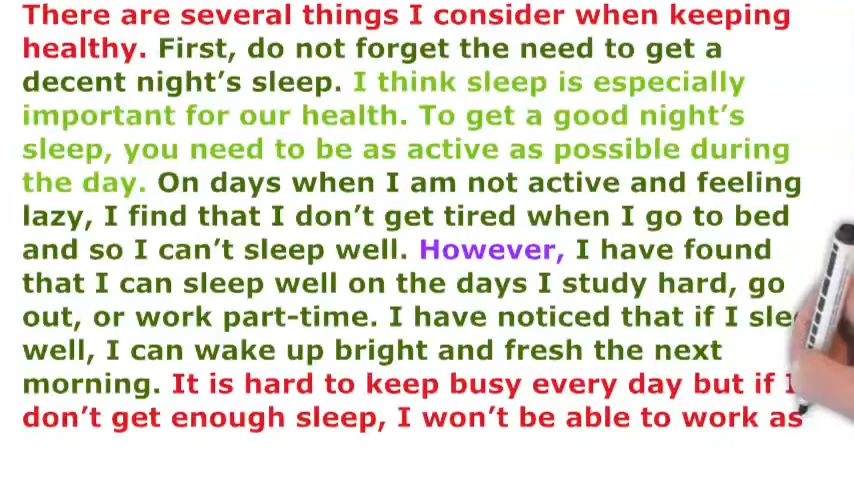 There are several things I consider when keeping
healthy. First, do not forget the need to get a
decent night’s sleep. I think sleep is especially
important for our health. To get a good night’s
sleep, you need to be as active as possible during
the day. On days when I am not active and feeling
lazy, I find that I don’t get tired when I go to bed
and so I can’t sleep well. However, I have found
that I can sleep well on the days I study hard, go
out, or work part-time. I have noticed that if I
well, I can wake up bright and fresh the next
morning. It is hard to keep busy every day but if I
don’t get enough sleep, I won’t be able to work as